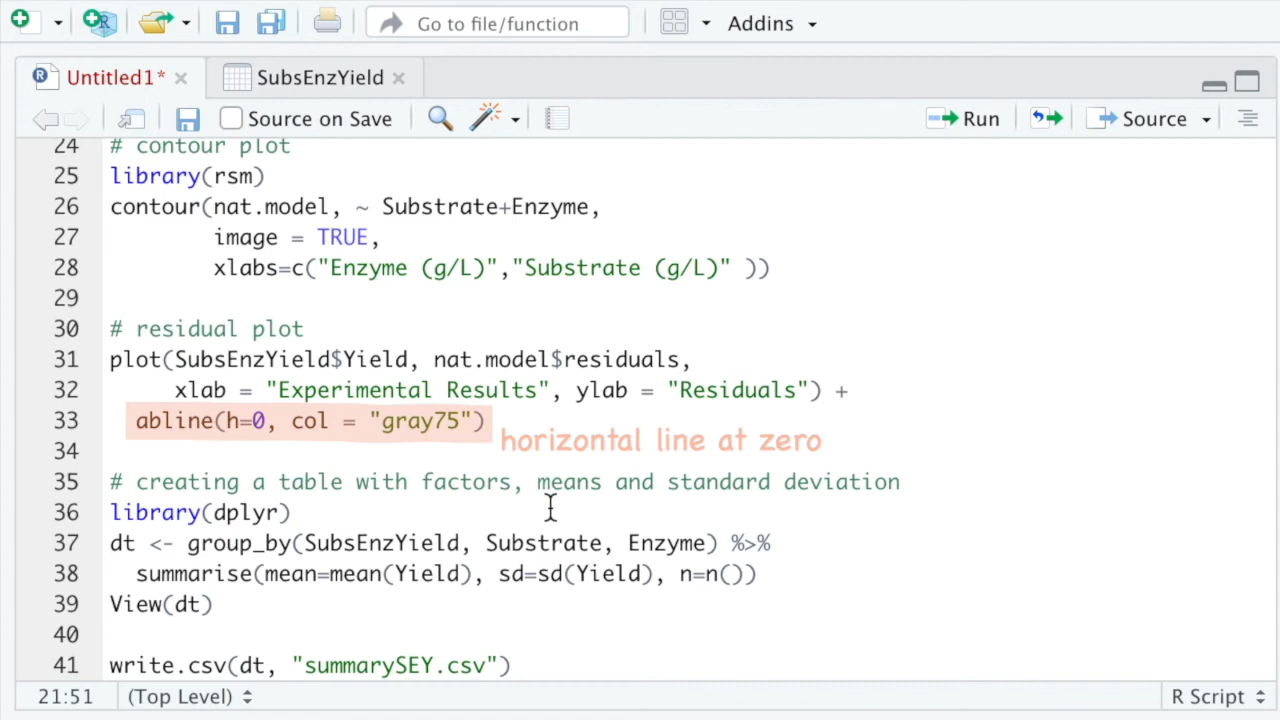 Go to file/function
Addins
Untitled1*
SubsEnzYield
Source on Save
Run
Source
24 # contour plot
25 library(rsm)
26 contour(nat.model, ~ Substrate+Enzyme,
27 image = TRUE,
28 xlabs=c("Enzyme (g/L)","Substrate (g/L)" ))
29
30 # residual plot
31 plot(SubsEnzYield$Yield, nat.model$residuals,
32 xlab = "Experimental Results", ylab = "Residuals") +
33 abline(h=0, col = "gray75")
horizontal line at zero
34
35 # creating a table with factors, means and standard deviation
36 library(dplyr)
37 dt <- group_by(SubsEnzYield, Substrate, Enzyme) %>%
38 summarise(mean=mean(Yield), sd=sd(Yield), n=n())
39 View(dt)
40
41 write.csv(dt, "summarySEY.csv")
21:51 (Top Level) R Script